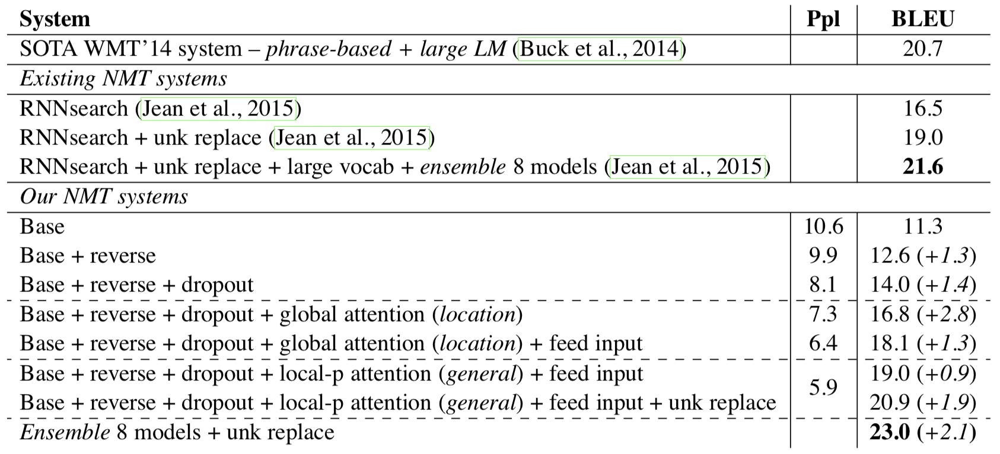 System Ppl BLEU
SOTA WMT’14 system – phrase-based + large LM (Buck et al., 2014) 20.7
Existing NMT systems
RNNsearch (Jean et al., 2015) 16.5
RNNsearch + unk replace (Jean et al., 2015) 19.0
RNNsearch + unk replace + large vocab + ensemble 8 models (Jean et al., 2015) 21.6
Our NMT systems
Base 10.6 11.3
Base + reverse 9.9 12.6 (+1.3)
Base + reverse + dropout 8.1 14.0 (+1.4)
Base + reverse + dropout + global attention (location) 7.3 16.8 (+2.8)
Base + reverse + dropout + global attention (location) + feed input 6.4 18.1 (+1.3)
Base + reverse + dropout + local-p attention (general) + feed input 5.9 19.0 (+0.9)
Base + reverse + dropout + local-p attention (general) + feed input + unk replace 20.9 (+1.9)
Ensemble 8 models + unk replace 23.0 (+2.1)